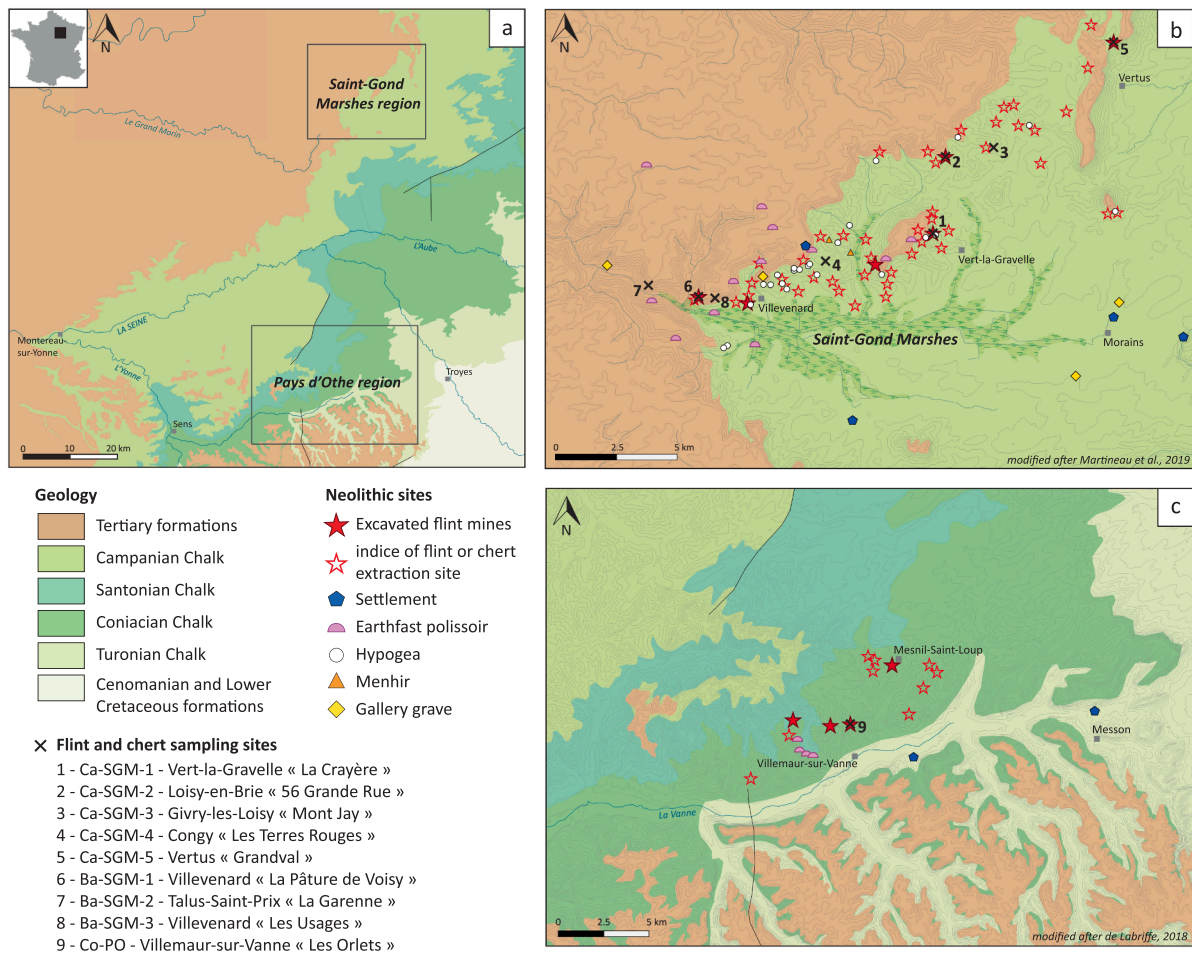 a
N
Saint-Gond
Marshes region
Le Grand Morin
L'Aube
LA SEINE
Montereau-
sur-Yonne
L'Yonne
Pays d'Othe region
Troyes
Sens
0 10 20 km
b
N
5
Vertus
3
2
1
4
Vert-la-Gravelle
7
6
8
Villevenard
Saint-Gond Marshes
Morains
0 2.5 5 km
modified after Martineau et al., 2019
Geology
Tertiary formations
Campanian Chalk
Santonian Chalk
Coniacian Chalk
Turonian Chalk
Cenomanian and Lower
Cretaceous formations
Neolithic sites
Excavated flint mines
indice of flint or chert
extraction site
Settlement
Earthfast polissoir
Hypogea
Menhir
Gallery grave
Flint and chert sampling sites
1 - Ca-SGM-1 - Vert-la-Gravelle « La Crayère »
2 - Ca-SGM-2 - Loisy-en-Brie « 56 Grande Rue »
3 - Ca-SGM-3 - Givry-les-Loisy « Mont Jay »
4 - Ca-SGM-4 - Congy « Les Terres Rouges »
5 - Ca-SGM-5 - Vertus « Grandval »
6 - Ba-SGM-1 - Villevenard « La Pâture de Voisy »
7 - Ba-SGM-2 - Talus-Saint-Prix « La Garenne »
8 - Ba-SGM-3 - Villevenard « Les Usages »
9 - Co-PO - Villemaur-sur-Vanne « Les Orlets »
c
N
Mesnil-Saint-Loup
9
Messon
Villemaur-sur-Vanne
La Vanne
0 2.5 5 km
modified after de Labriffe, 2018